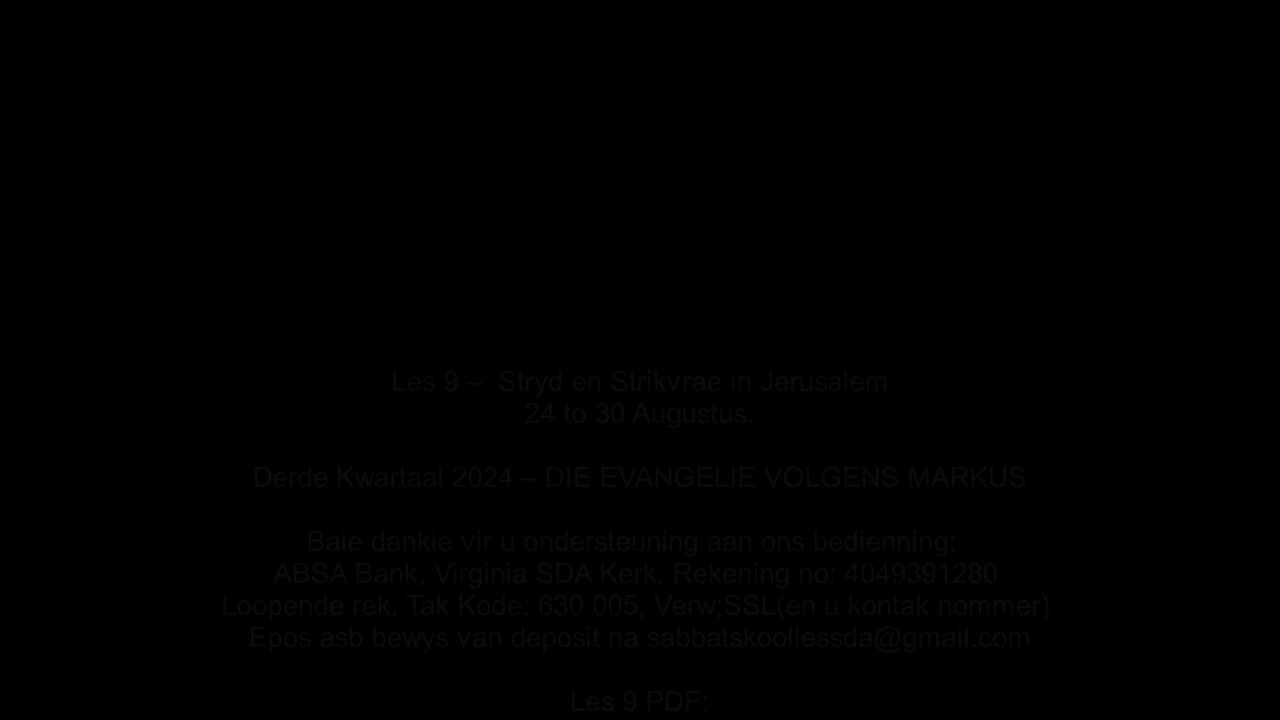 Les 9 – Stryd en Strikvrae in Jerusalem
24 to 30 Augustus.
Derde Kwartaal 2024 – DIE EVANGELIE VOLGENS MARKUS
Baie dankie vir u ondersteuning aan ons bedienning;
ABSA Bank, Virginia SDA Kerk, Rekening no: 4049391280
Loopende rek, Tak Kode: 630 005, Verw;SSL(en u kontak nommer).
Epos asb bewys van deposit na sabbatskoollessda@gmail.com
Les 9 PDF: